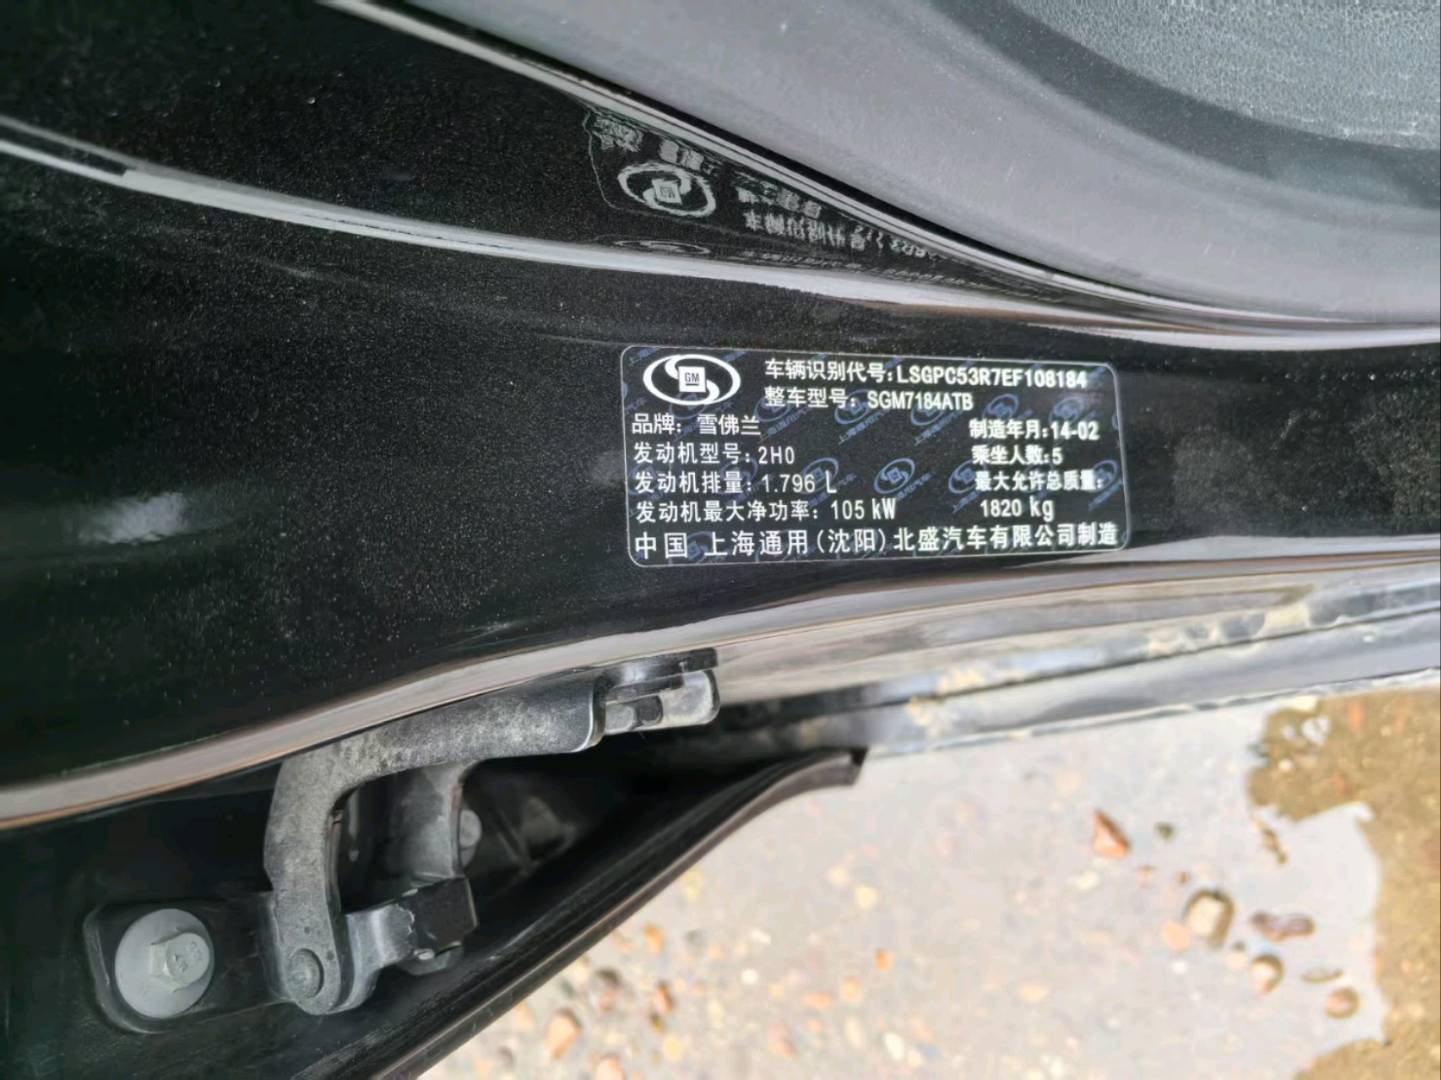 GM
车辆识别代号:LSGPC53R7EF108184
整车型号: SGM7184ATB
品牌: 雪佛兰
制造年月:14-02
发动机型号: 2H0
乘坐人数:5
发动机排量: 1.796 L
最大允许总质量:
发动机最大净功率: 105 kW
1820 kg
中国 上海通用(沈阳)北盛汽车有限公司制造